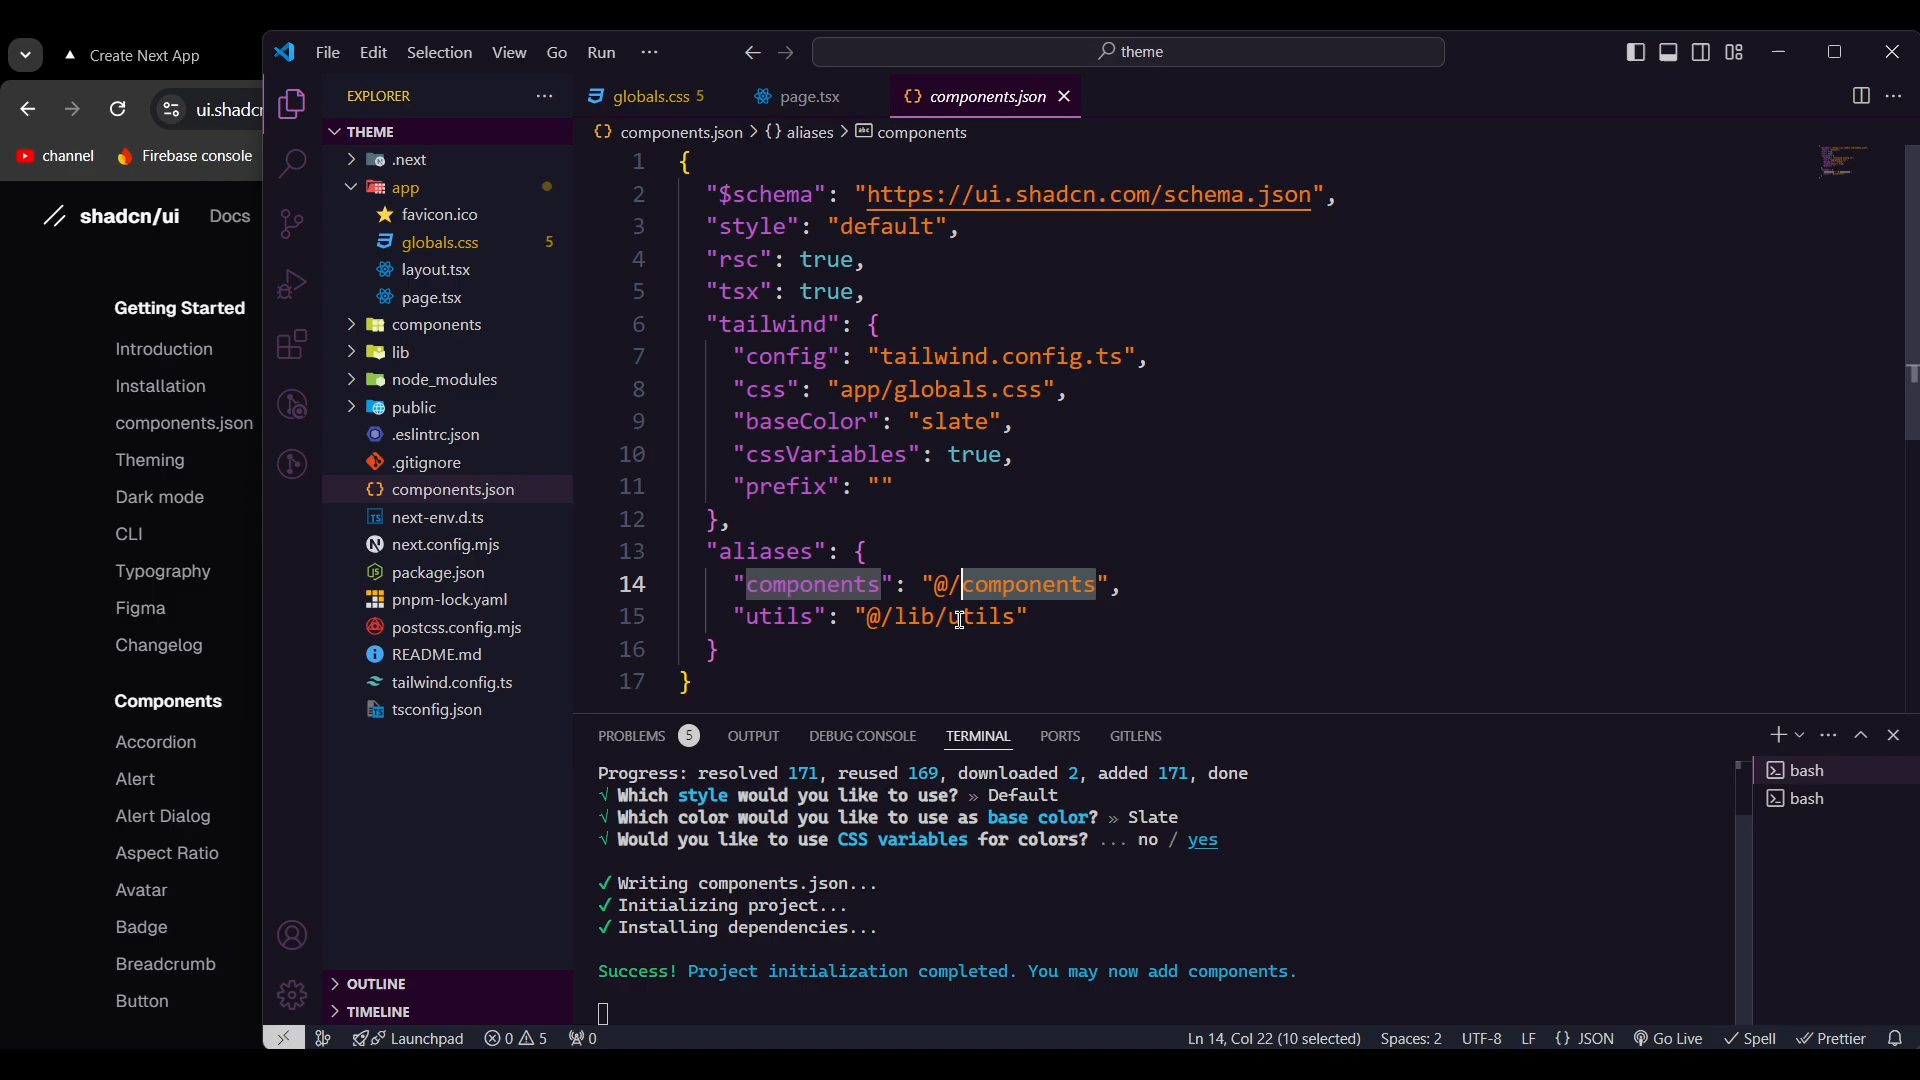 Create Next App
ui.shadcn
channel
Firebase console
shadcn/ui
Docs
Getting Started
Introduction
Installation
components.json
Theming
Dark mode
CLI
Typography
Figma
Changelog
Components
Accordion
Alert
Alert Dialog
Aspect Ratio
Avatar
Badge
Breadcrumb
Button
File Edit Selection View Go Run ···
theme
EXPLORER
THEME
.next
app
favicon.ico
globals.css 5
layout.tsx
page.tsx
components
lib
node_modules
public
.eslintrc.json
.gitignore
components.json
next-env.d.ts
next.config.mjs
package.json
pnpm-lock.yaml
postcss.config.mjs
README.md
tailwind.config.ts
tsconfig.json
OUTLINE
TIMELINE
globals.css 5
page.tsx
components.json
components.json > {} aliases > components
1 {
2 "$schema": "https://ui.shadcn.com/schema.json",
3 "style": "default",
4 "rsc": true,
5 "tsx": true,
6 "tailwind": {
7 "config": "tailwind.config.ts",
8 "css": "app/globals.css",
9 "baseColor": "slate",
10 "cssVariables": true,
11 "prefix": ""
12 },
13 "aliases": {
14 "components": "@/components",
15 "utils": "@/lib/utils"
16 }
17 }
PROBLEMS 5 OUTPUT DEBUG CONSOLE TERMINAL PORTS GITLENS
Progress: resolved 171, reused 169, downloaded 2, added 171, done
√ Which style would you like to use? » Default
√ Which color would you like to use as base color? » Slate
√ Would you like to use CSS variables for colors? ... no / yes
✓ Writing components.json...
✓ Initializing project...
✓ Installing dependencies...
Success! Project initialization completed. You may now add components.
bash
bash
Launchpad 0 5 0 Ln 14, Col 22 (10 selected) Spaces: 2 UTF-8 LF {} JSON Go Live Spell Prettier